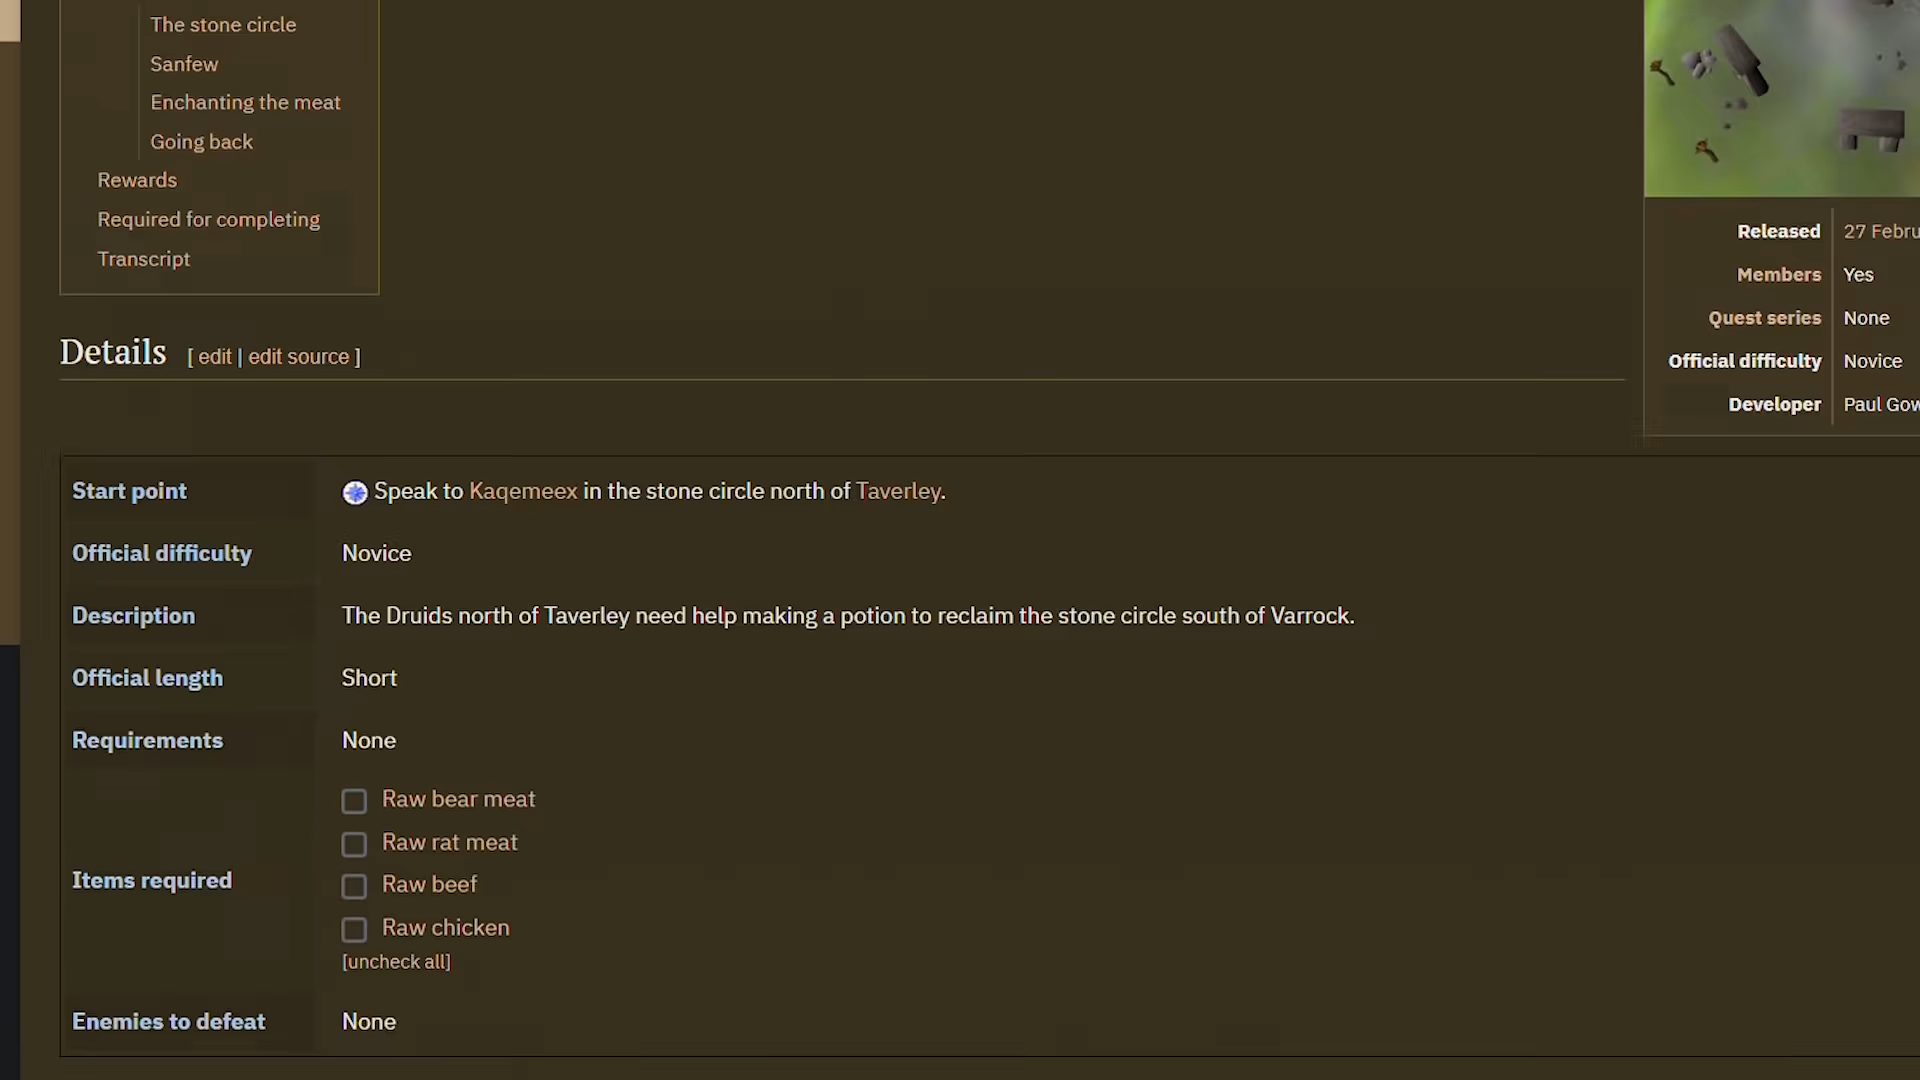 The stone circle
Sanfew
Enchanting the meat
Going back
Rewards
Required for completing
Transcript
Released 27 Febru
Members Yes
Quest series None
Official difficulty Novice
Developer Paul Gow
Details [ edit | edit source ]
Start point Speak to Kaqemeex in the stone circle north of Taverley.
Official difficulty Novice
Description The Druids north of Taverley need help making a potion to reclaim the stone circle south of Varrock.
Official length Short
Requirements None
Items required
Raw bear meat
Raw rat meat
Raw beef
Raw chicken
[uncheck all]
Enemies to defeat None